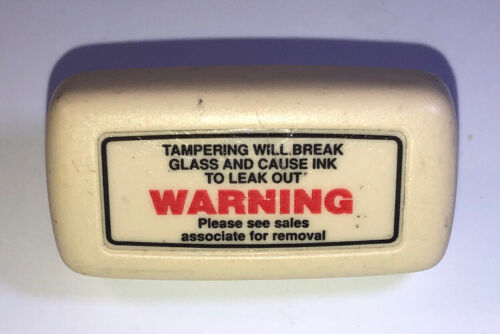 TAMPERING WILL BREAK
GLASS AND CAUSE INK
TO LEAK OUT
WARNING
Please see sales
associate for removal